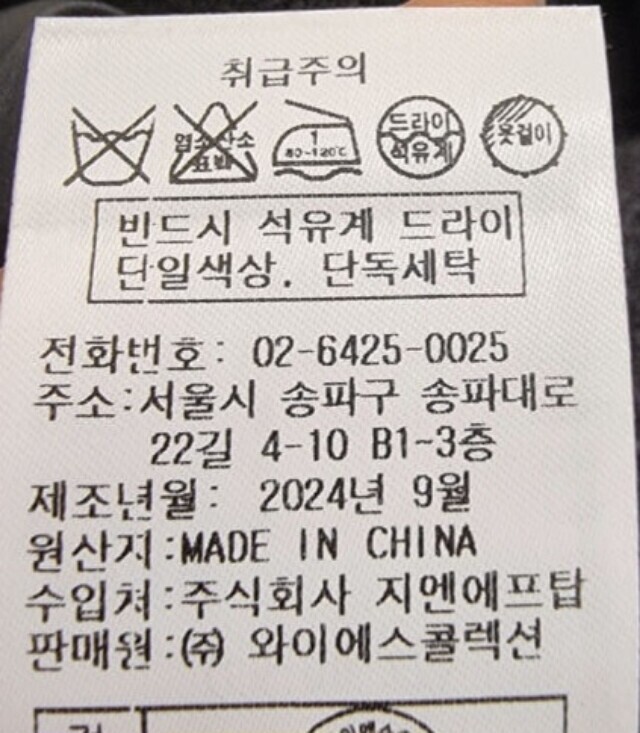 취급주의
염소산소 표백
1
80~120℃
드라이
석유계
옷걸이
반드시 석유계 드라이
단일색상. 단독세탁
전화번호: 02-6425-0025
주소:서울시 송파구 송파대로
22길 4-10 B1~3층
제조년월: 2024년 9월
원산지:MADE IN CHINA
수입처:주식회사 지엔에프탑
판매원:㈜ 와이에스콜렉션